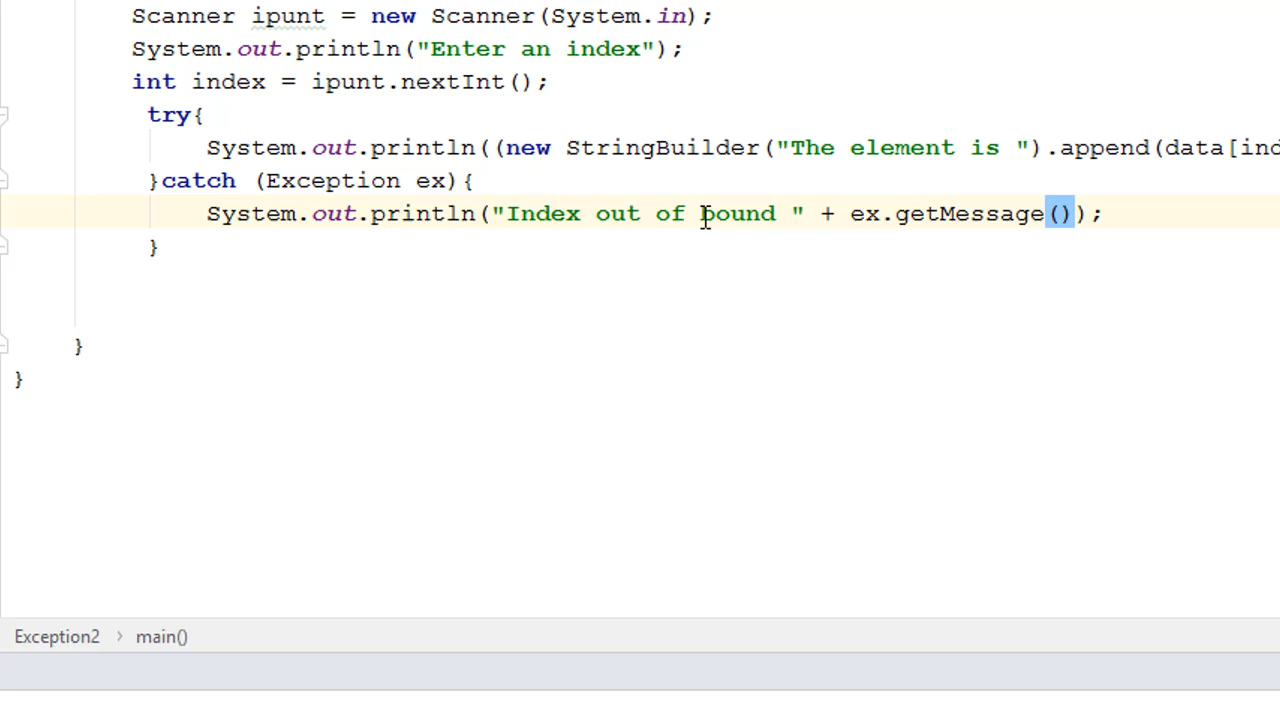 Scanner ipunt = new Scanner(System.in);
System.out.println("Enter an index");
int index = ipunt.nextInt();
try{
System.out.println((new StringBuilder("The element is ").append(data[ind
}catch (Exception ex){
System.out.println("Index out of bound " + ex.getMessage());
}
}
}
Exception2 › main()